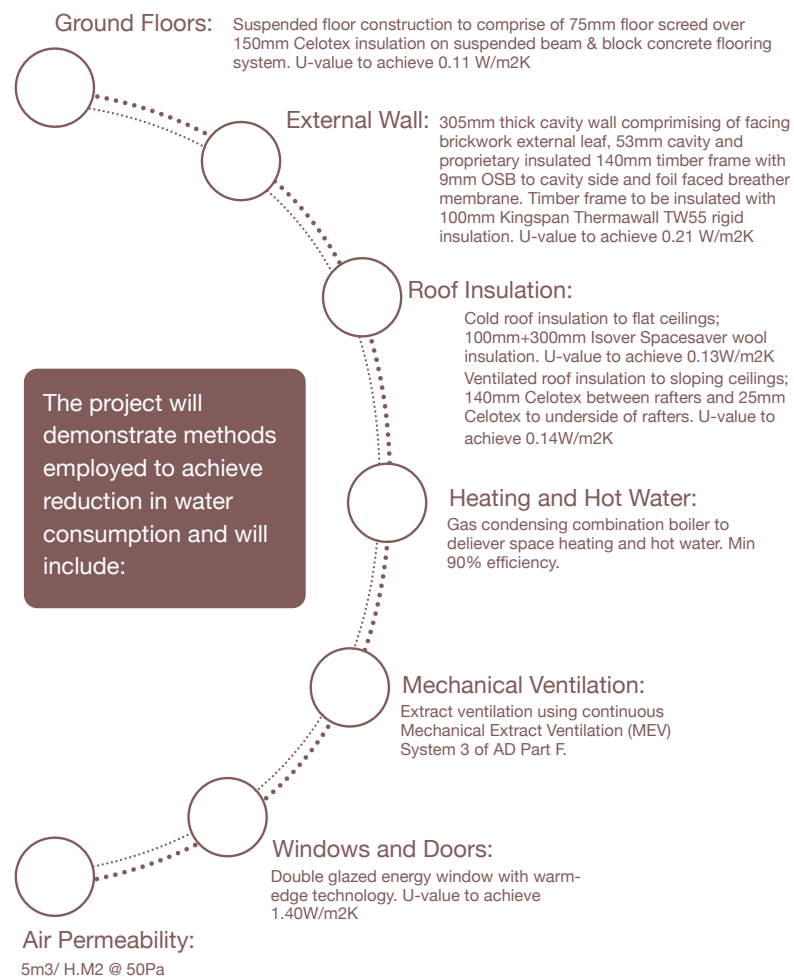 Ground Floors:
Suspended floor construction to comprise of 75mm floor screed over
150mm Celotex insulation on suspended beam & block concrete flooring
system. U-value to achieve 0.11 W/m2K
External Wall:
305mm thick cavity wall comprimising of facing
brickwork external leaf, 53mm cavity and
proprietary insulated 140mm timber frame with
9mm OSB to cavity side and foil faced breather
membrane. Timber frame to be insulated with
100mm Kingspan Thermawall TW55 rigid
insulation. U-value to achieve 0.21 W/m2K
Roof Insulation:
Cold roof insulation to flat ceilings;
100mm+300mm Isover Spacesaver wool
insulation. U-value to achieve 0.13W/m2K
Ventilated roof insulation to sloping ceilings;
140mm Celotex between rafters and 25mm
Celotex to underside of rafters. U-value to
achieve 0.14W/m2K
The project will
demonstrate methods
employed to achieve
reduction in water
consumption and will
include:
Heating and Hot Water:
Gas condensing combination boiler to
deliever space heating and hot water. Min
90% efficiency.
Mechanical Ventilation:
Extract ventilation using continuous
Mechanical Extract Ventilation (MEV)
System 3 of AD Part F.
Windows and Doors:
Double glazed energy window with warm-
edge technology. U-value to achieve
1.40W/m2K
Air Permeability:
5m3/ H.M2 @ 50Pa